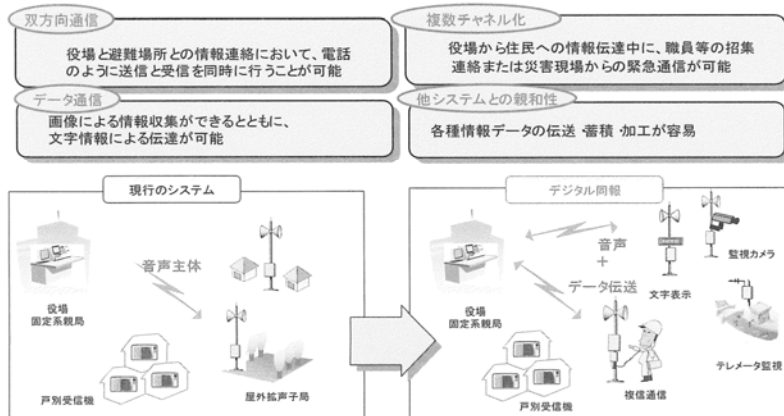 双方向通信
役場と避難場所との情報連絡において、電話
のように送信と受信を同時に行うことが可能
複数チャネル化
役場から住民への情報伝達中に、職員等の招集
連絡または災害現場からの緊急通信が可能
データ通信
画像による情報収集ができるとともに、
文字情報による伝達が可能
他システムとの親和性
各種情報データの伝送・蓄積・加工が容易
現行のシステム
音声主体
役場
固定系親局
戸別受信機
屋外拡声子局
デジタル同報
音声
+
データ伝送
役場
固定系親局
文字表示
監視カメラ
テレメータ監視
戸別受信機
複信通信